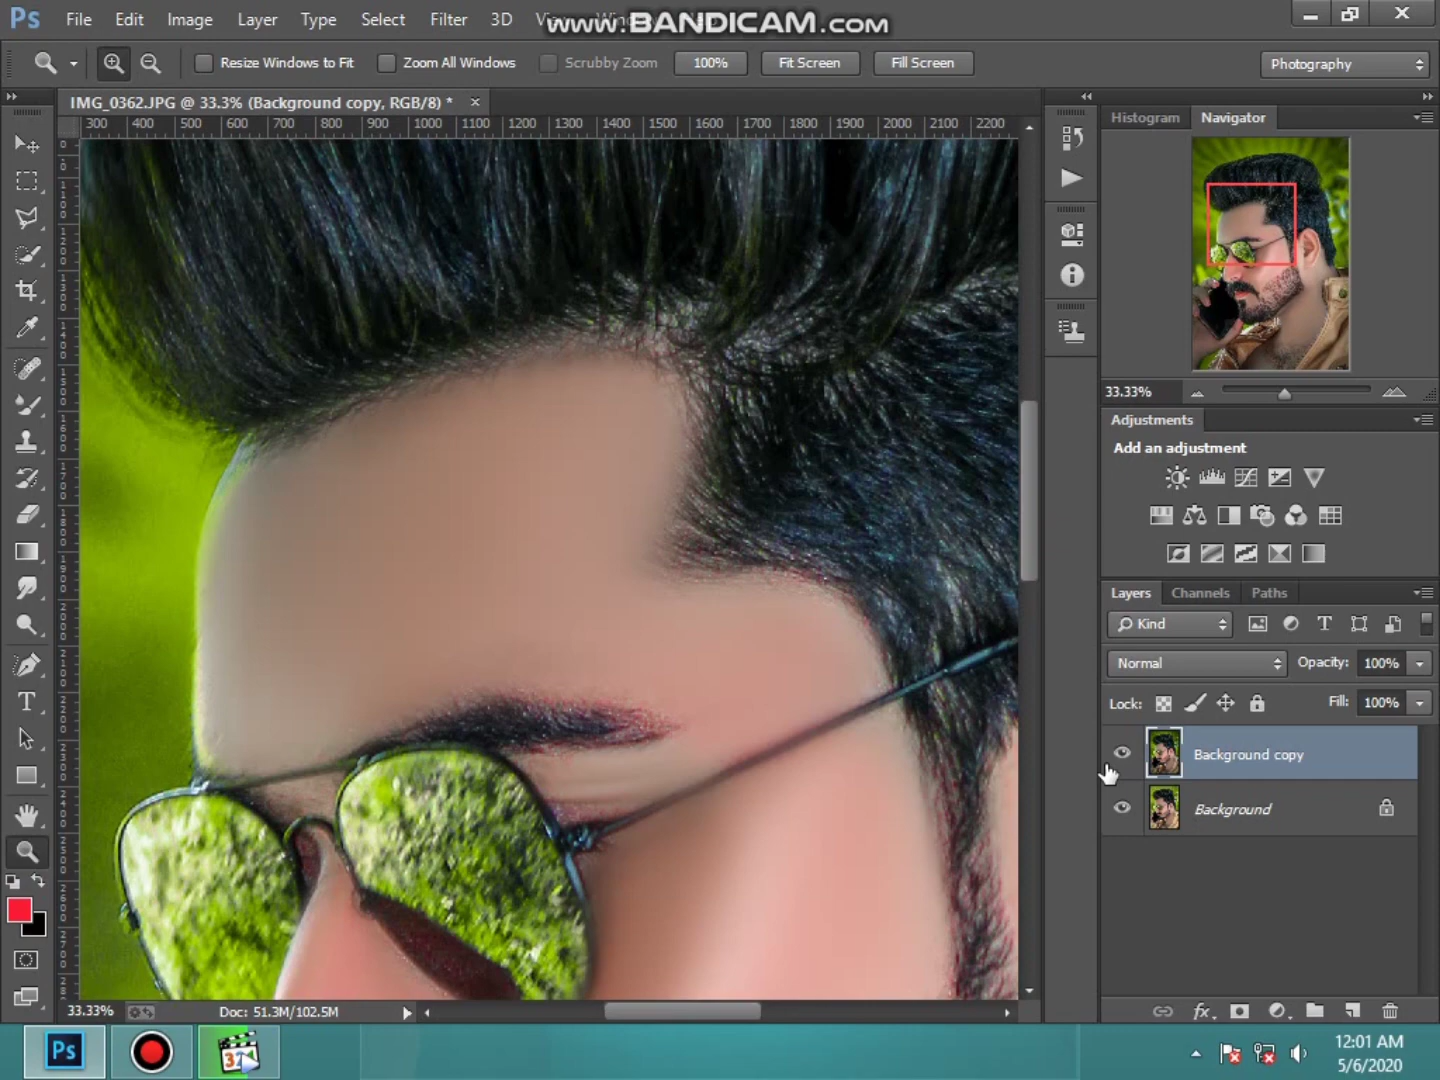 Ps File Edit Image Layer Type Select Filter 3D
www.BANDICAM.com
Resize Windows to Fit Zoom All Windows Scrubby Zoom 100% Fit Screen Fill Screen Photography
IMG_0362.JPG @ 33.3% (Background copy, RGB/8) * ×
300 400 500 600 700 800 900 1000 1100 1200 1300 1400 1500 1600 1700 1800 1900 2000 2100 2200
Histogram Navigator
33.33%
Adjustments
Add an adjustment
Layers Channels Paths
Kind
Normal Opacity: 100%
Lock: Fill: 100%
Background copy
Background
T
33.33% Doc: 51.3M/102.5M
fx
Ps
12:01 AM
5/6/2020